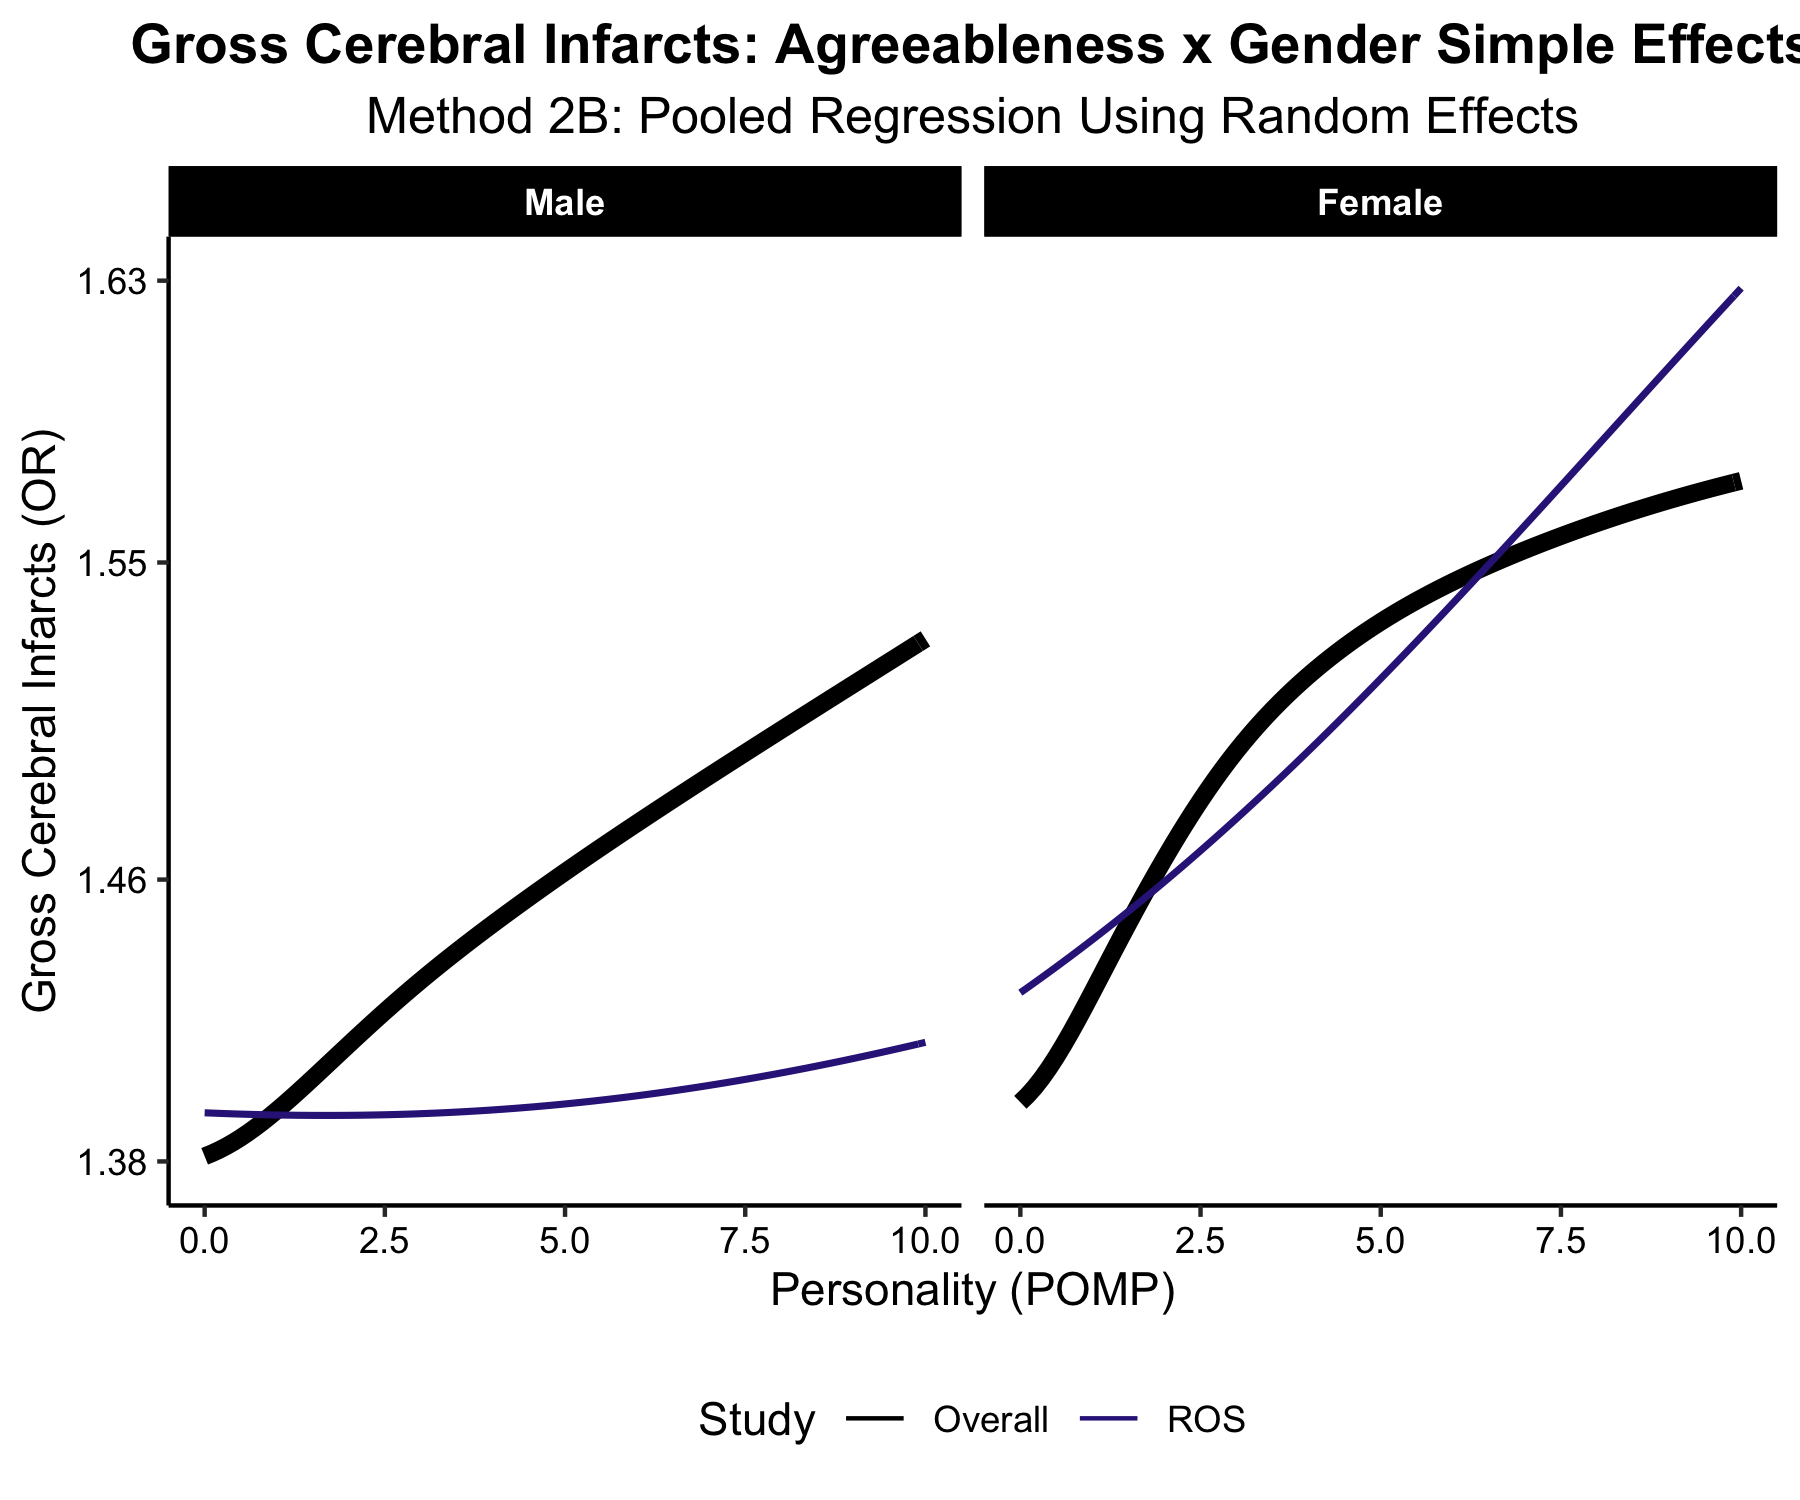 Gross Cerebral Infarcts: Agreeableness x Gender Simple Effects
Method 2B: Pooled Regression Using Random Effects
Male
Female
Gross Cerebral Infarcts (OR)
1.63
1.55
1.46
1.38
0.0 2.5 5.0 7.5 10.0 0.0 2.5 5.0 7.5 10.0
Personality (POMP)
Study Overall ROS